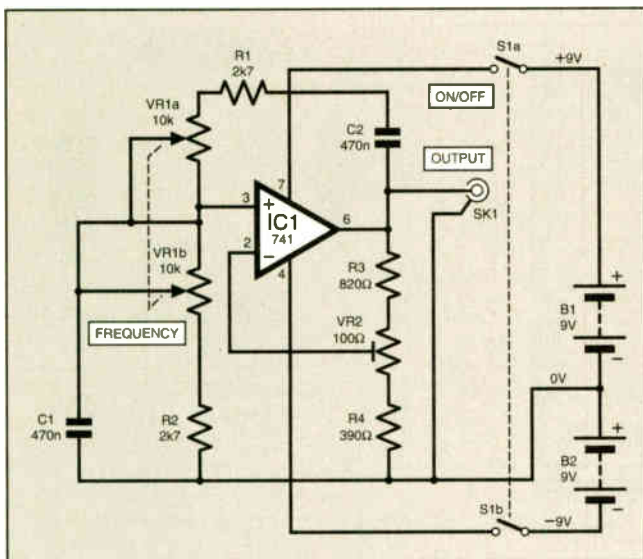 S1a
+9V
R1
2k7
ON/OFF
VR1a
10k
C2
470n
OUTPUT
7
3
+
IC1
741
6
SK1
2
−
4
VR1b
10k
R3
820Ω
VR2
100Ω
FREQUENCY
+
B1
9V
−
0V
C1
470n
R2
2k7
R4
390Ω
+
B2
9V
−
S1b
−9V